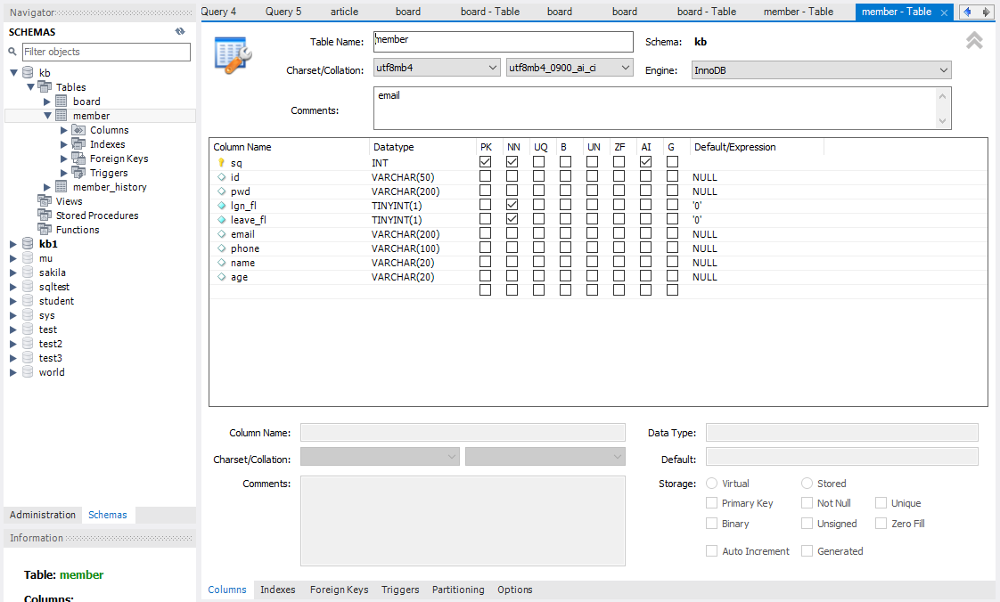 Navigator
SCHEMAS
Filter objects
kb
Tables
board
member
Columns
Indexes
Foreign Keys
Triggers
member_history
Views
Stored Procedures
Functions
kb1
mu
sakila
sqltest
student
sys
test
test2
test3
world
Administration Schemas
Information
Table: member
Columns:
Query 4 Query 5 article board board - Table board board board - Table member - Table member - Table
Table Name: member Schema: kb
Charset/Collation: utf8mb4 utf8mb4_0900_ai_ci Engine: InnoDB
Comments: email
Column Name Datatype PK NN UQ B UN ZF AI G Default/Expression
sq INT
id VARCHAR(50) NULL
pwd VARCHAR(200) NULL
lgn_fl TINYINT(1) '0'
leave_fl TINYINT(1) '0'
email VARCHAR(200) NULL
phone VARCHAR(100) NULL
name VARCHAR(20) NULL
age VARCHAR(20) NULL
Column Name: Data Type:
Charset/Collation: Default:
Comments: Storage: Virtual Stored
Primary Key Not Null Unique
Binary Unsigned Zero Fill
Auto Increment Generated
Columns Indexes Foreign Keys Triggers Partitioning Options